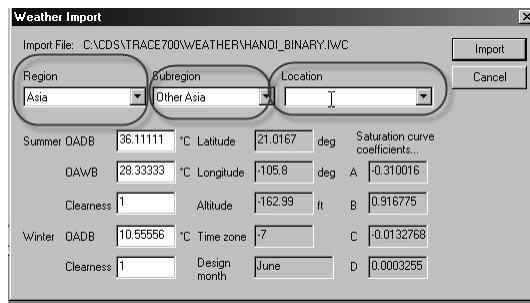 Weather Import
Import File: C:\CDS\TRACE700\WEATHER\HANOI_BINARY.IWC
Import
Region Subregion Location
Cancel
Asia Other Asia
Summer OADB 36.11111 °C Latitude 21.0167 deg Saturation curve
coefficients...
OAWB 28.33333 °C Longitude -105.8 deg A -0.310016
Clearness 1 Altitude -162.99 ft B 0.916775
Winter OADB 10.55556 °C Time zone -7 C -0.0132768
Clearness 1 Design
month June D 0.0003255